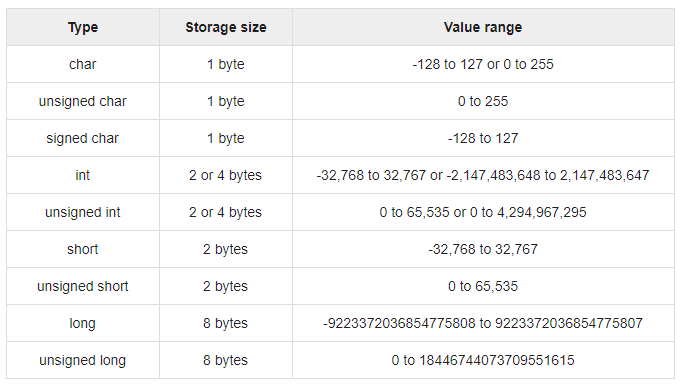 Type Storage size Value range
char 1 byte -128 to 127 or 0 to 255
unsigned char 1 byte 0 to 255
signed char 1 byte -128 to 127
int 2 or 4 bytes -32,768 to 32,767 or -2,147,483,648 to 2,147,483,647
unsigned int 2 or 4 bytes 0 to 65,535 or 0 to 4,294,967,295
short 2 bytes -32,768 to 32,767
unsigned short 2 bytes 0 to 65,535
long 8 bytes -9223372036854775808 to 9223372036854775807
unsigned long 8 bytes 0 to 18446744073709551615